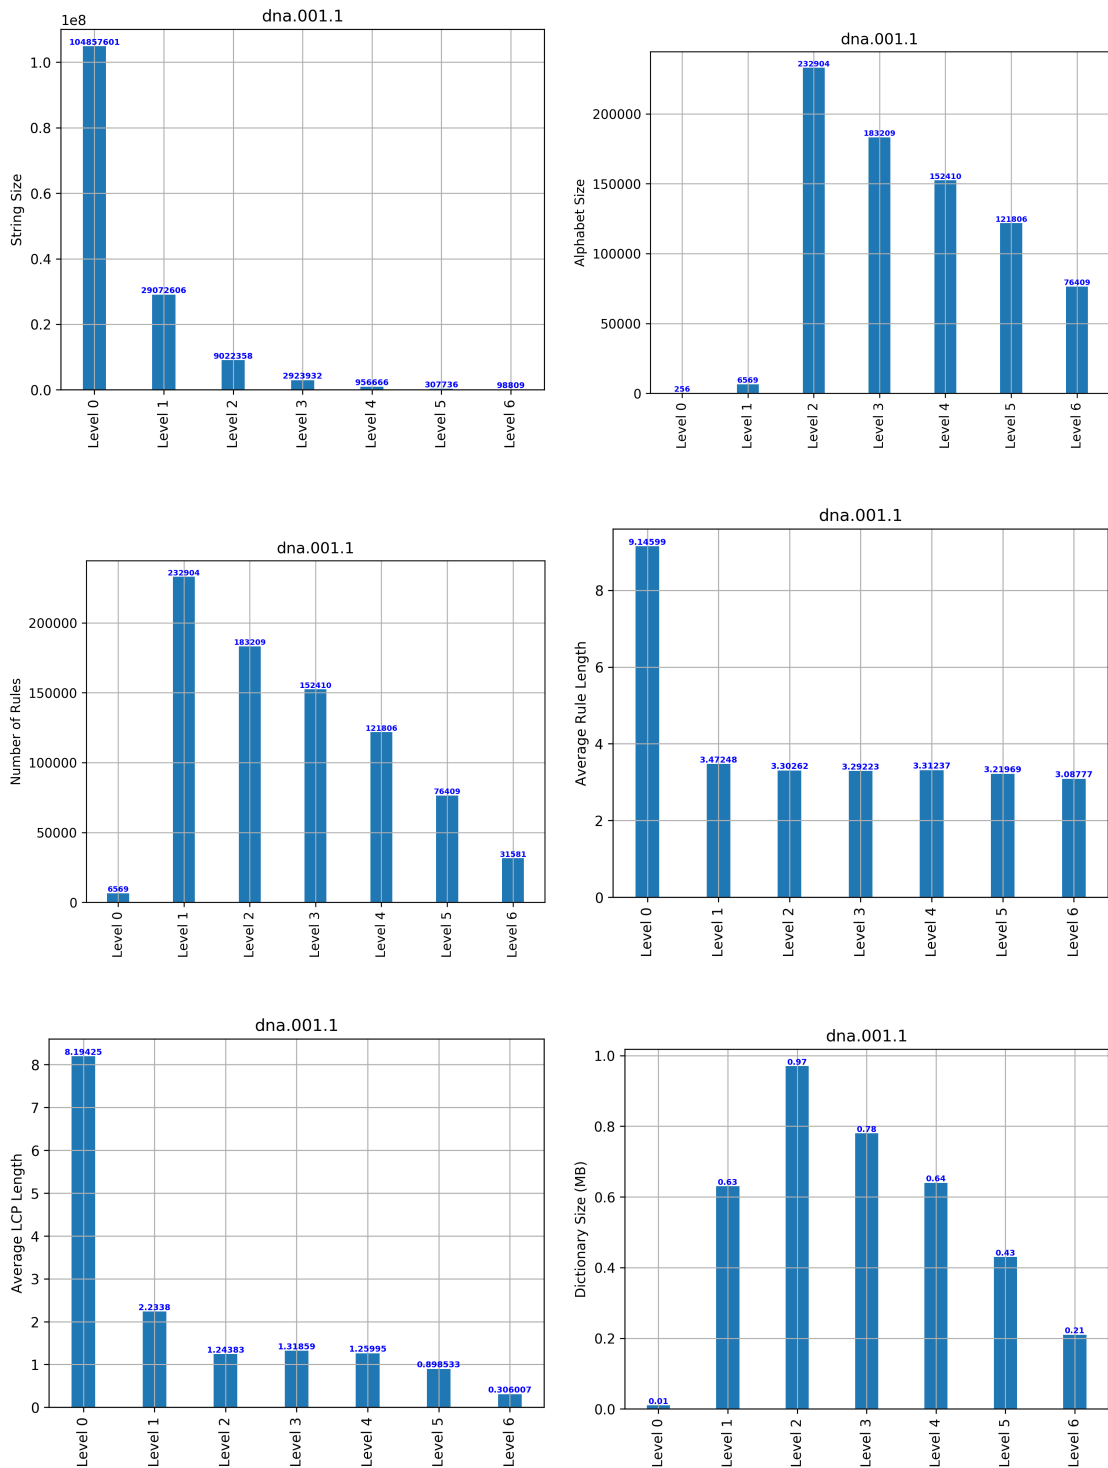 dna.001.1
1e8
String Size
1.0
0.8
0.6
0.4
0.2
0.0
104857601
29072606
9022358
2923932
956666
307736
98809
Level 0
Level 1
Level 2
Level 3
Level 4
Level 5
Level 6
dna.001.1
Alphabet Size
200000
150000
100000
50000
0
256
6569
232904
183209
152410
121806
76409
Level 0
Level 1
Level 2
Level 3
Level 4
Level 5
Level 6
dna.001.1
Number of Rules
200000
150000
100000
50000
0
6569
232904
183209
152410
121806
76409
31581
Level 0
Level 1
Level 2
Level 3
Level 4
Level 5
Level 6
dna.001.1
Average Rule Length
8
6
4
2
0
9.14599
3.47248
3.30262
3.29223
3.31237
3.21969
3.08777
Level 0
Level 1
Level 2
Level 3
Level 4
Level 5
Level 6
dna.001.1
Average LCP Length
8
7
6
5
4
3
2
1
0
8.19425
2.2338
1.24383
1.31859
1.25995
0.898533
0.306007
Level 0
Level 1
Level 2
Level 3
Level 4
Level 5
Level 6
dna.001.1
Dictionary Size (MB)
1.0
0.8
0.6
0.4
0.2
0.0
0.01
0.63
0.97
0.78
0.64
0.43
0.21
Level 0
Level 1
Level 2
Level 3
Level 4
Level 5
Level 6